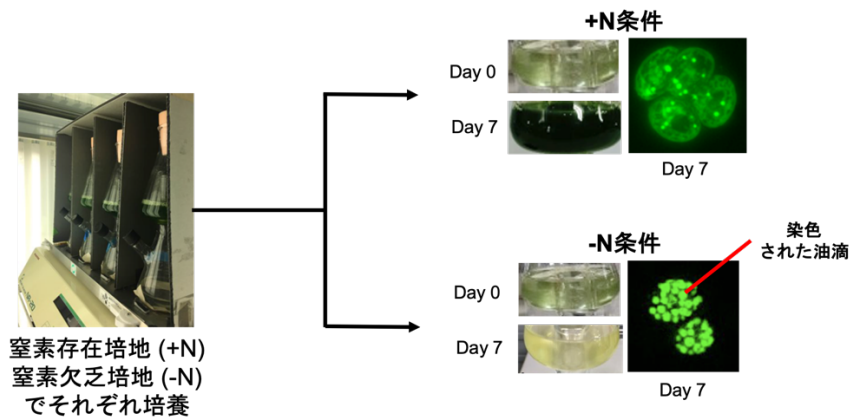 窒素存在培地 (+N)
窒素欠乏培地 (-N)
でそれぞれ培養
+N条件
Day 0
Day 7
Day 7
-N条件
Day 0
Day 7
Day 7
染色
された油滴